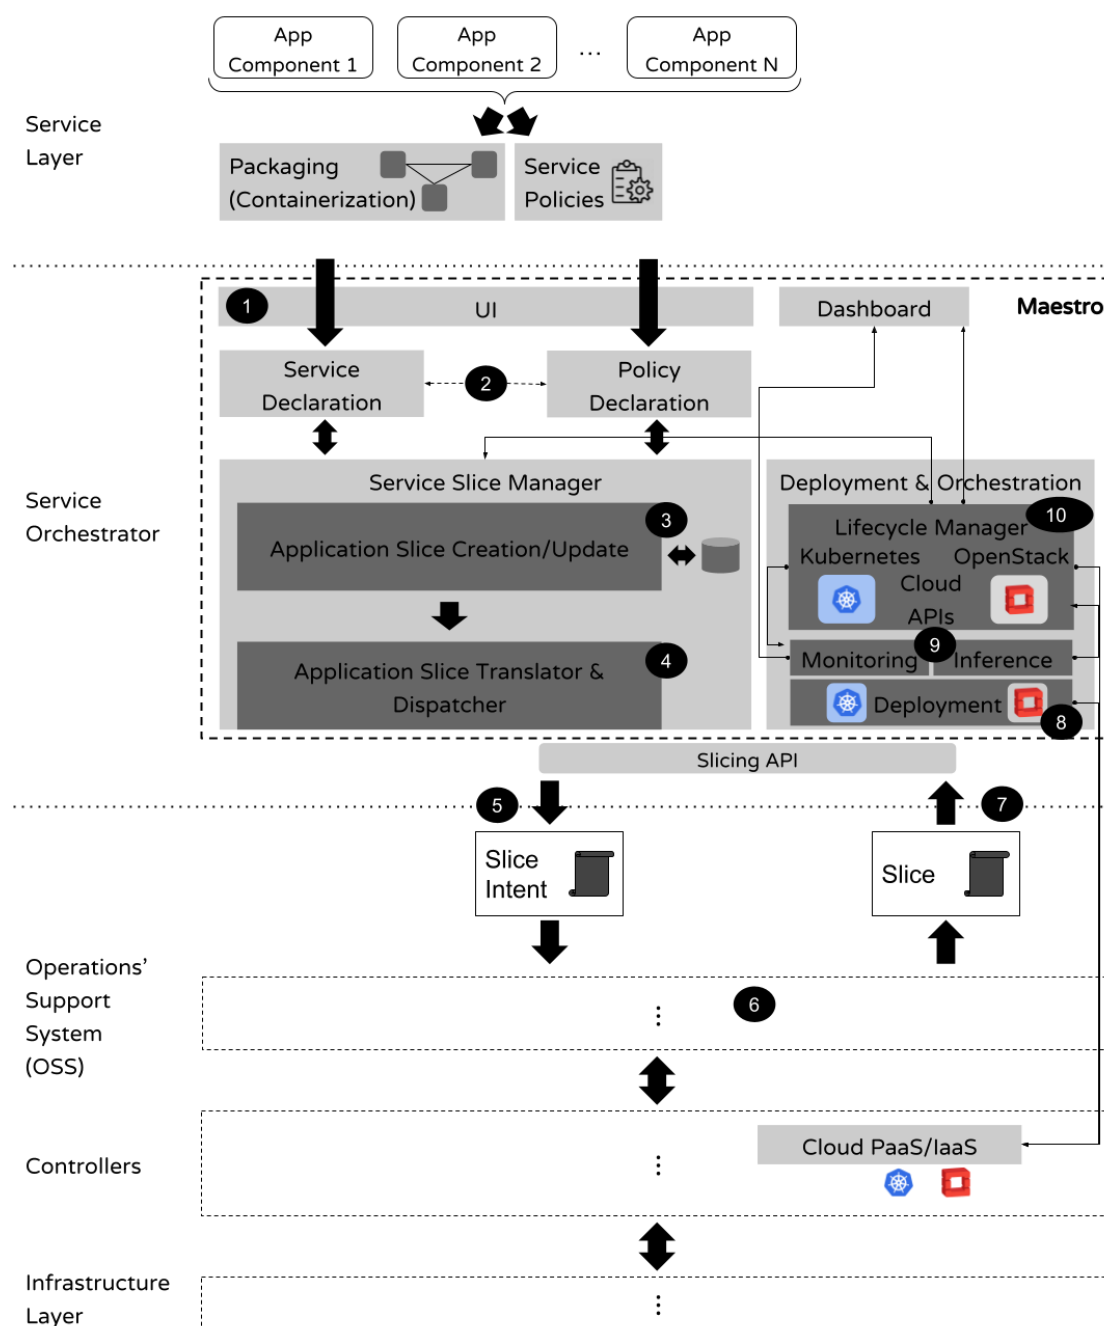 App
Component 1
App
Component 2
...
App
Component N
Service
Layer
Packaging
(Containerization)
Service
Policies
1
UI
Dashboard
Maestro
Service
Declaration
2
Policy
Declaration
Service
Orchestrator
Service Slice Manager
3
Application Slice Creation/Update
4
Application Slice Translator &
Dispatcher
Deployment & Orchestration
10
Lifecycle Manager
Kubernetes
OpenStack
Cloud
APIs
9
Monitoring
Inference
Deployment
8
Slicing API
5
7
Slice
Intent
Slice
Operations'
Support
System
(OSS)
6
Controllers
Cloud PaaS/IaaS
Infrastructure
Layer